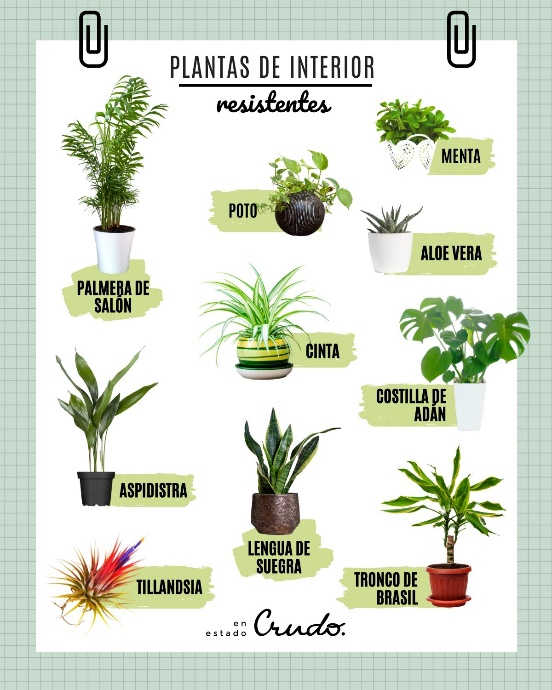 PLANTAS DE INTERIOR
resistentes
MENTA
POTO
ALOE VERA
PALMERA DE
SALÓN
CINTA
COSTILLA DE
ADÁN
ASPIDISTRA
LENGUA DE
SUEGRA
TILLANDSIA
TRONCO DE
BRASIL
en
estado Crudo.